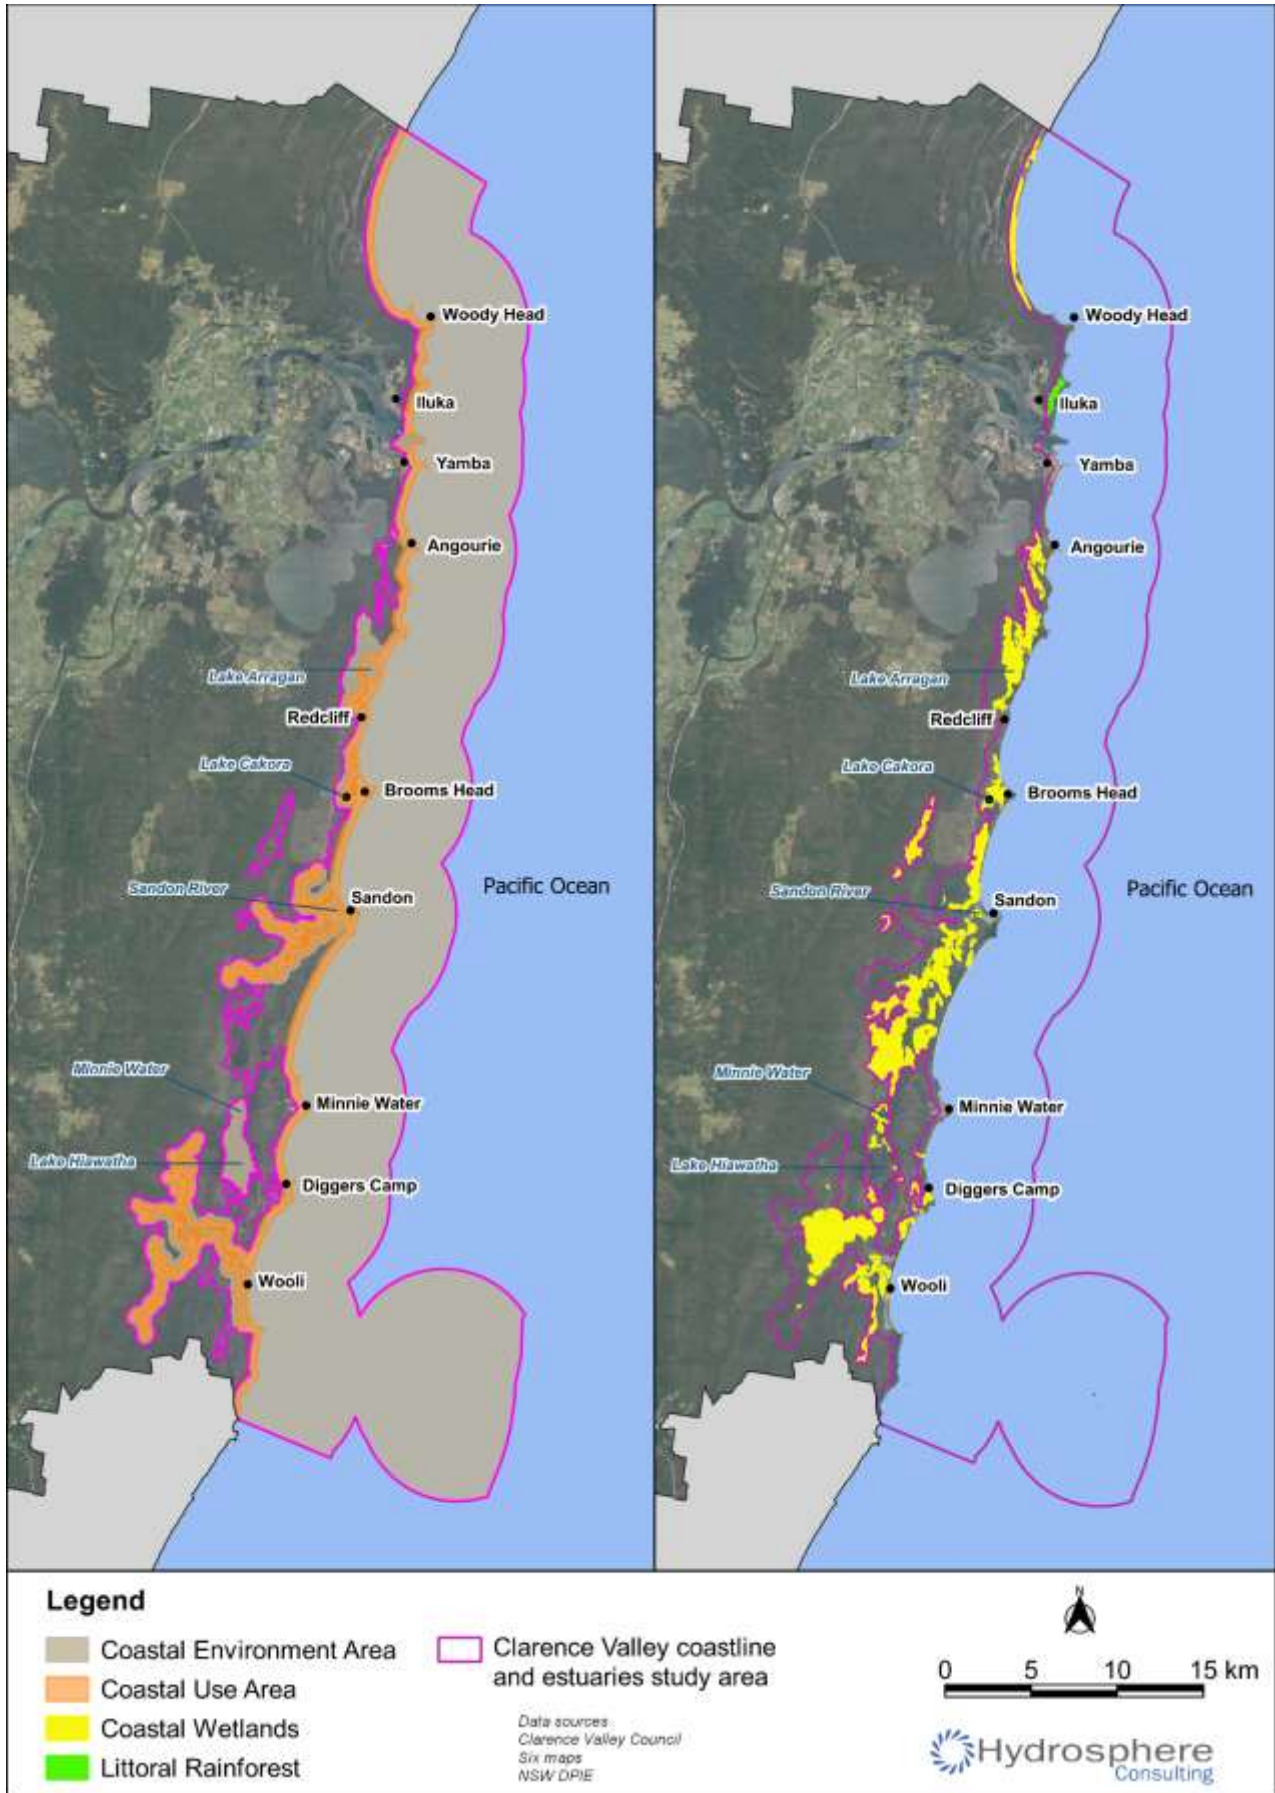 Woody Head
Iluka
Yamba
Angourie
Lake Arragan
Redcliff
Lake Cakora
Brooms Head
Sandon River
Sandon
Pacific Ocean
Minnie Water
Minnie Water
Lake Hiawatha
Diggers Camp
Wooli
Woody Head
Iluka
Yamba
Angourie
Lake Arragan
Redcliff
Lake Cakora
Brooms Head
Sandon River
Sandon
Pacific Ocean
Minnie Water
Minnie Water
Lake Hiawatha
Diggers Camp
Wooli
Legend
Coastal Environment Area
Coastal Use Area
Coastal Wetlands
Littoral Rainforest
Clarence Valley coastline
and estuaries study area
Data sources
Clarence Valley Council
Six maps
NSW DPIE
N
0 5 10 15 km
Hydrosphere
Consulting